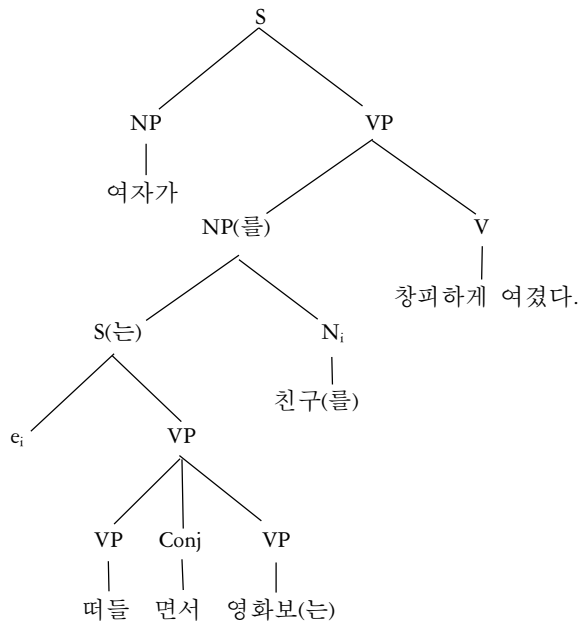 S
NP VP
여자가
NP(를) V
창피하게 여겼다.
S(는) Nᵢ
친구(를)
eᵢ VP
VP Conj VP
떠들 면서 영화보(는)